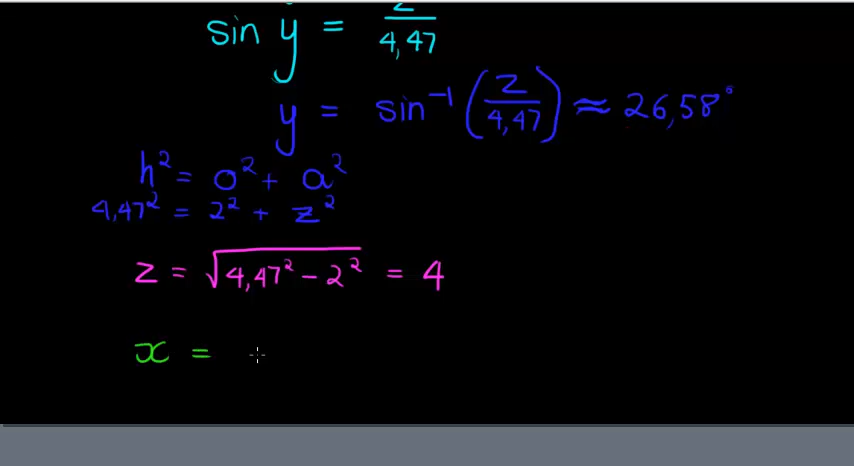 sin y = 2/4,47
y = sin⁻¹(2/4,47) ≈ 26,58°
h² = o² + a²
4,47² = 2² + z²
z = √(4,47² − 2²) = 4
x =